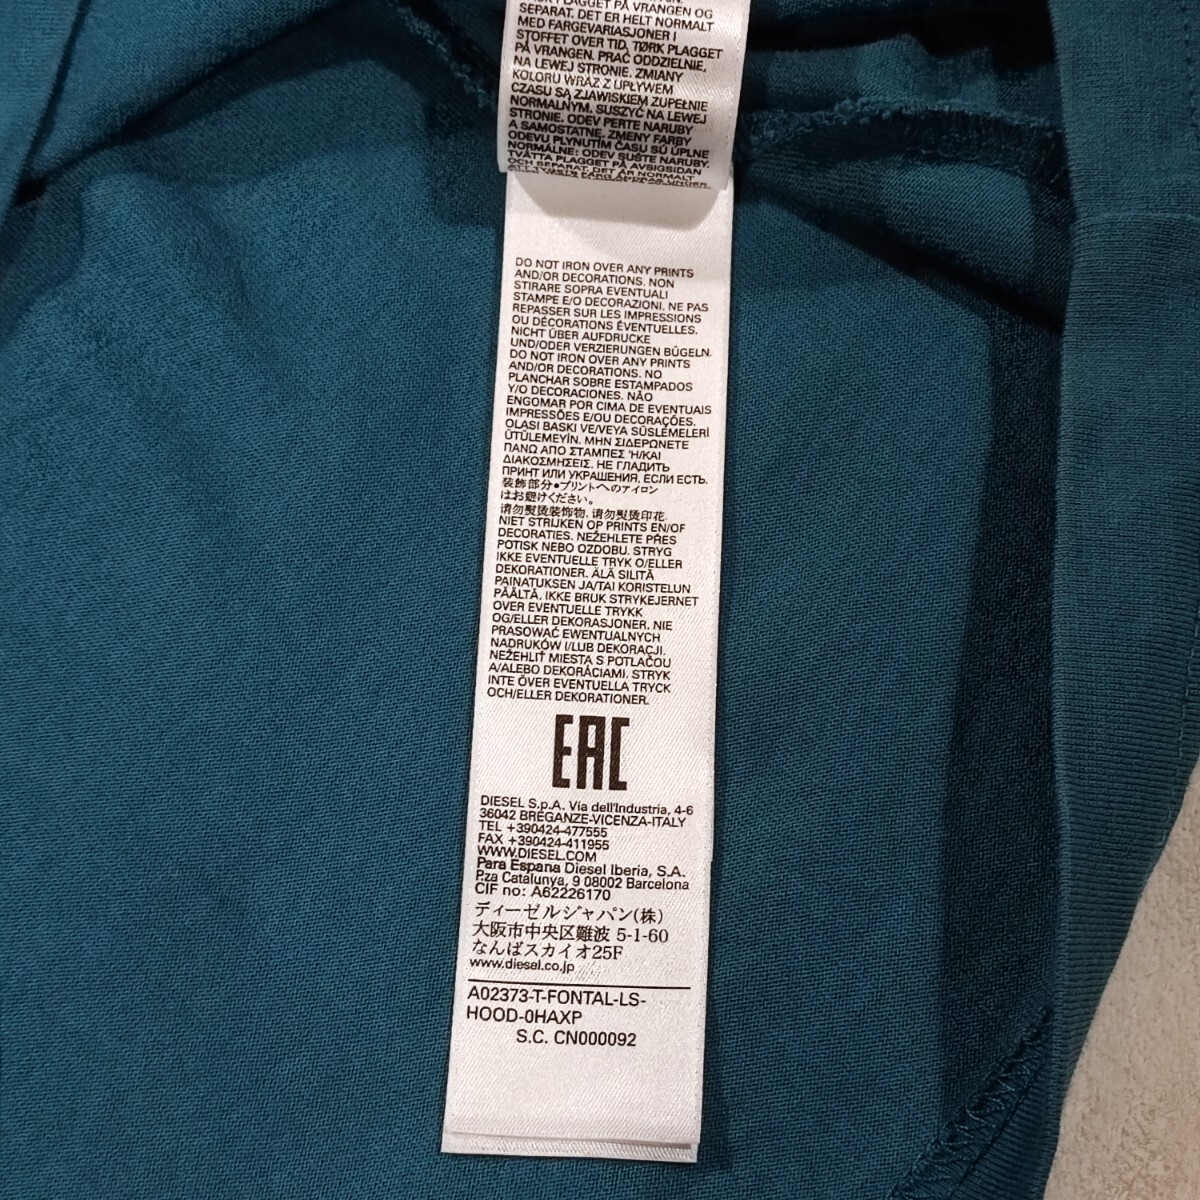 PLAGGET PÅ VRANGEN OG
SEPARAT. DET ER HELT NORMALT
MED FARGEVARIASJONER I
STOFFET OVER TID. TØRK PLAGGET
PÅ VRANGEN. PRAĆ ODDZIELNIE,
NA LEWEJ STRONIE. ZMIANY
KOLORU WRAZ Z UPŁYWEM
CZASU SĄ ZJAWISKIEM ZUPEŁNIE
NORMALNYM. SUSZYĆ NA LEWEJ
STRONIE. ODEV PERTE NARUBY
A SAMOSTATNE. ZMENY FARBY
ODEVU PLYNUTÍM ČASU SÚ ÚPLNE
NORMÁLNE: ODEV SUŠTE NARUBY.
TVÄTTA PLAGGET PÅ AVIGSIDAN
OCH SEPARAT DET ÄR NORMALT
DO NOT IRON OVER ANY PRINTS
AND/OR DECORATIONS. NON
STIRARE SOPRA EVENTUALI
STAMPE E/O DECORAZIONI. NE PAS
REPASSER SUR LES IMPRESSIONS
OU DÉCORATIONS ÉVENTUELLES.
NICHT ÜBER AUFDRUCKE
UND/ODER VERZIERUNGEN BÜGELN.
DO NOT IRON OVER ANY PRINTS
AND/OR DECORATIONS. NO
PLANCHAR SOBRE ESTAMPADOS
Y/O DECORACIONES. NÃO
ENGOMAR POR CIMA DE EVENTUAIS
IMPRESSÕES E/OU DECORAÇÕES.
OLASI BASKI VE/VEYA SÜSLEMELERİ
ÜTÜLEMEYİN. ΜΗΝ ΣΙΔΕΡΩΝΕΤΕ
ΠΑΝΩ ΑΠΟ ΣΤΑΜΠΕΣ Ή/ΚΑΙ
ΔΙΑΚΟΣΜΗΣΕΙΣ. НЕ ГЛАДИТЬ
ПРИНТ ИЛИ УКРАШЕНИЯ, ЕСЛИ ЕСТЬ.
装飾部分●プリントへのアイロン
はお避けください。
请勿熨烫装饰物, 请勿熨烫印花.
NIET STRIJKEN OP PRINTS EN/OF
DECORATIES. NEŽEHLETE PŘES
POTISK NEBO OZDOBU. STRYG
IKKE EVENTUELLE TRYK O/ELLER
DEKORATIONER. ÄLÄ SILITÄ
PAINATUKSEN JA/TAI KORISTELUN
PÄÄLTÄ. IKKE BRUK STRYKEJERNET
OVER EVENTUELLE TRYKK
OG/ELLER DEKORASJONER. NIE
PRASOWAĆ EWENTUALNYCH
NADRUKÓW I/LUB DEKORACJI.
NEŽEHLIŤ MIESTA S POTLAČOU
A/ALEBO DEKORÁCIAMI. STRYK
INTE ÖVER EVENTUELLA TRYCK
OCH/ELLER DEKORATIONER.
EAC
DIESEL S.p.A. Via dell'Industria, 4-6
36042 BREGANZE-VICENZA-ITALY
TEL +390424-477555
FAX +390424-411955
WWW.DIESEL.COM
Para Espana Diesel Iberia, S.A.
P.za Catalunya, 9 08002 Barcelona
CIF no: A62226170
ディーゼルジャパン(株)
大阪市中央区難波 5-1-60
なんばスカイオ25F
www.diesel.co.jp
A02373-T-FONTAL-LS-
HOOD-0HAXP
S.C. CN000092